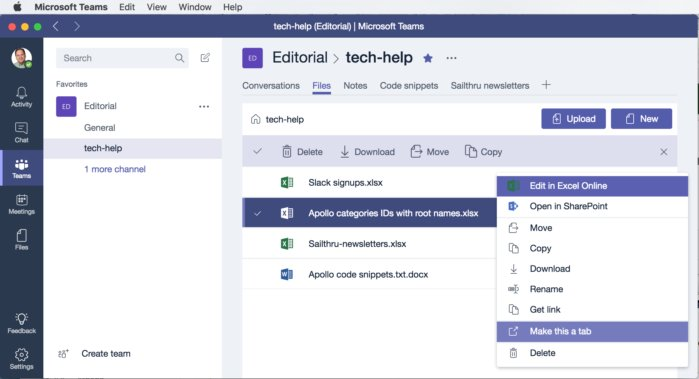 Microsoft Teams Edit View Window Help
tech-help (Editorial) | Microsoft Teams
Search
Favorites
ED Editorial
General
tech-help
1 more channel
Create team
Activity
Chat
Teams
Meetings
Files
Feedback
Settings
ED Editorial > tech-help
Conversations Files Notes Code snippets Sailthru newsletters
tech-help Upload New
Delete Download Move Copy
Slack signups.xlsx
Apollo categories IDs with root names.xlsx
Sailthru-newsletters.xlsx
Apollo code snippets.txt.docx
Edit in Excel Online
Open in SharePoint
Move
Copy
Download
Rename
Get link
Make this a tab
Delete